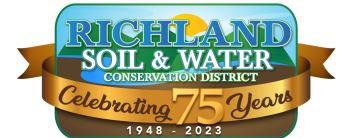 RICHLAND
SOIL & WATER
CONSERVATION DISTRICT
Celebrating 75 Years
1948 - 2023